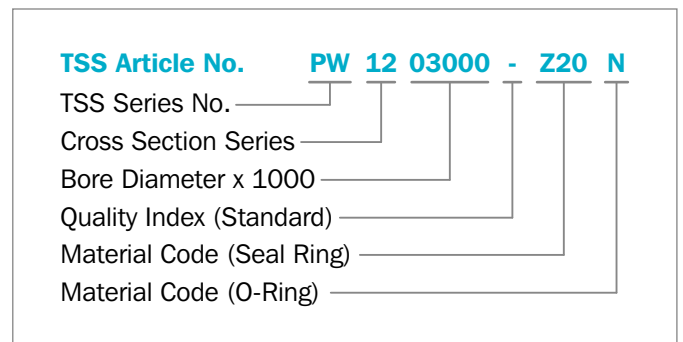 TSS Article No. PW 12 03000 - Z20 N
TSS Series No.
Cross Section Series
Bore Diameter x 1000
Quality Index (Standard)
Material Code (Seal Ring)
Material Code (O-Ring)